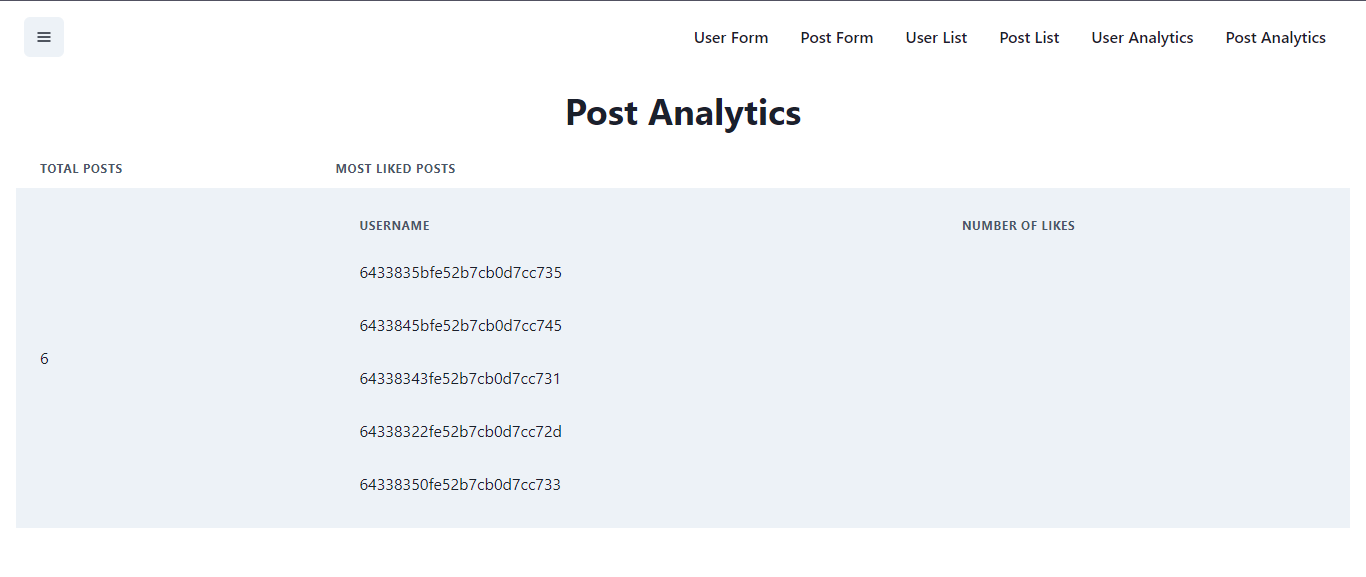 User Form Post Form User List Post List User Analytics Post Analytics
Post Analytics
TOTAL POSTS MOST LIKED POSTS
USERNAME NUMBER OF LIKES
6433835bfe52b7cb0d7cc735
6433845bfe52b7cb0d7cc745
6
64338343fe52b7cb0d7cc731
64338322fe52b7cb0d7cc72d
64338350fe52b7cb0d7cc733